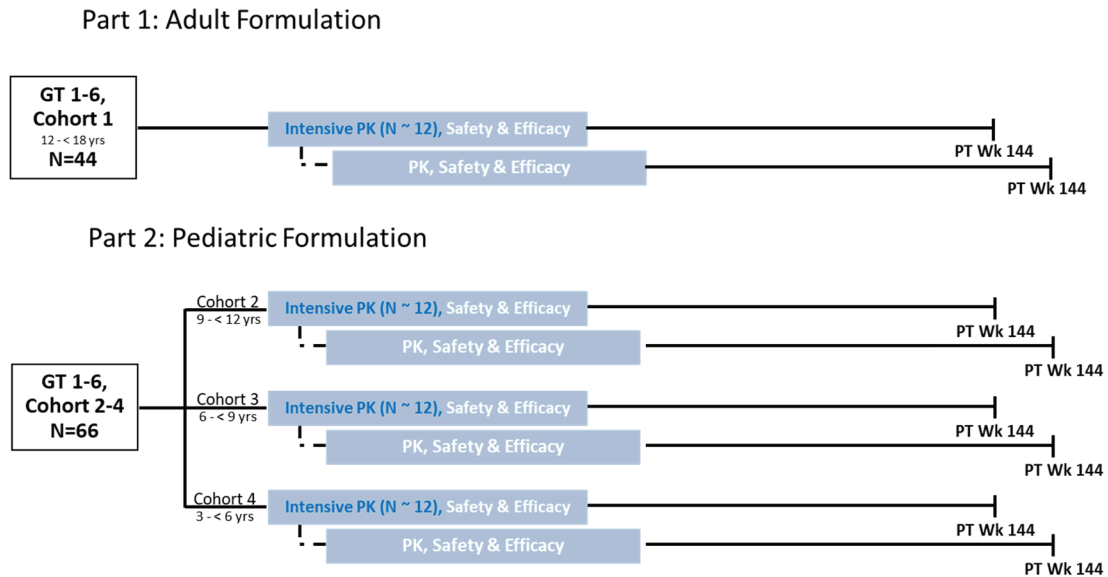 Part 1: Adult Formulation
GT 1-6,
Cohort 1
12 - < 18 yrs
N=44
Intensive PK (N ~ 12), Safety & Efficacy
PT Wk 144
PK, Safety & Efficacy
PT Wk 144
Part 2: Pediatric Formulation
GT 1-6,
Cohort 2-4
N=66
Cohort 2
9 - < 12 yrs
Intensive PK (N ~ 12), Safety & Efficacy
PT Wk 144
PK, Safety & Efficacy
PT Wk 144
Cohort 3
6 - < 9 yrs
Intensive PK (N ~ 12), Safety & Efficacy
PT Wk 144
PK, Safety & Efficacy
PT Wk 144
Cohort 4
3 - < 6 yrs
Intensive PK (N ~ 12), Safety & Efficacy
PT Wk 144
PK, Safety & Efficacy
PT Wk 144